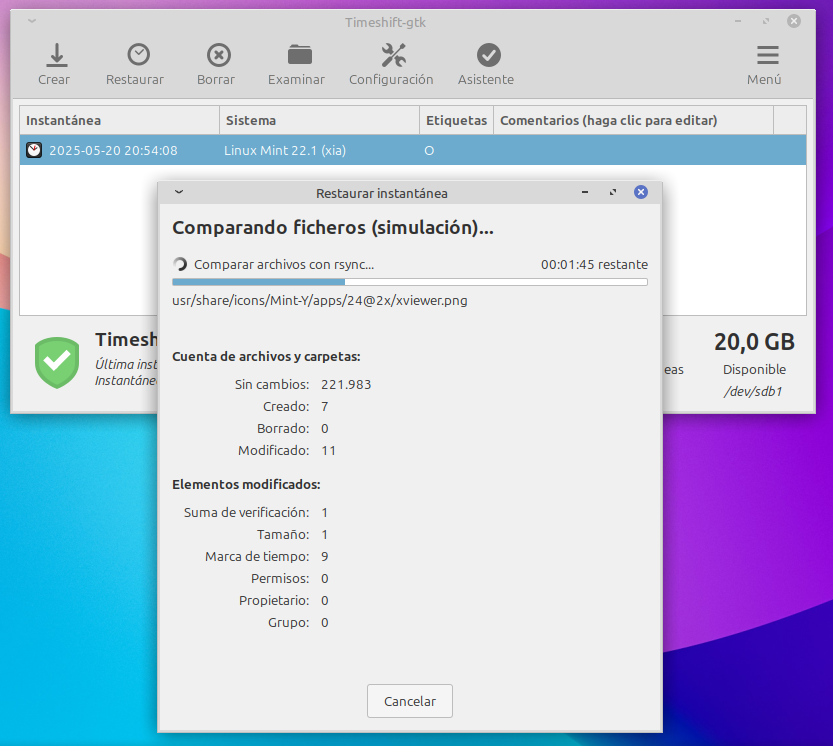 Timeshift-gtk
Crear Restaurar Borrar Examinar Configuración Asistente Menú
Instantánea Sistema Etiquetas Comentarios (haga clic para editar)
2025-05-20 20:54:08 Linux Mint 22.1 (xia) O
Restaurar instantánea
Comparando ficheros (simulación)...
Comparar archivos con rsync... 00:01:45 restante
usr/share/icons/Mint-Y/apps/24@2x/xviewer.png
Cuenta de archivos y carpetas:
Sin cambios: 221.983
Creado: 7
Borrado: 0
Modificado: 11
Elementos modificados:
Suma de verificación: 1
Tamaño: 1
Marca de tiempo: 9
Permisos: 0
Propietario: 0
Grupo: 0
Cancelar
Timesh
Última inst
Instantáne
eas
20,0 GB
Disponible
/dev/sdb1